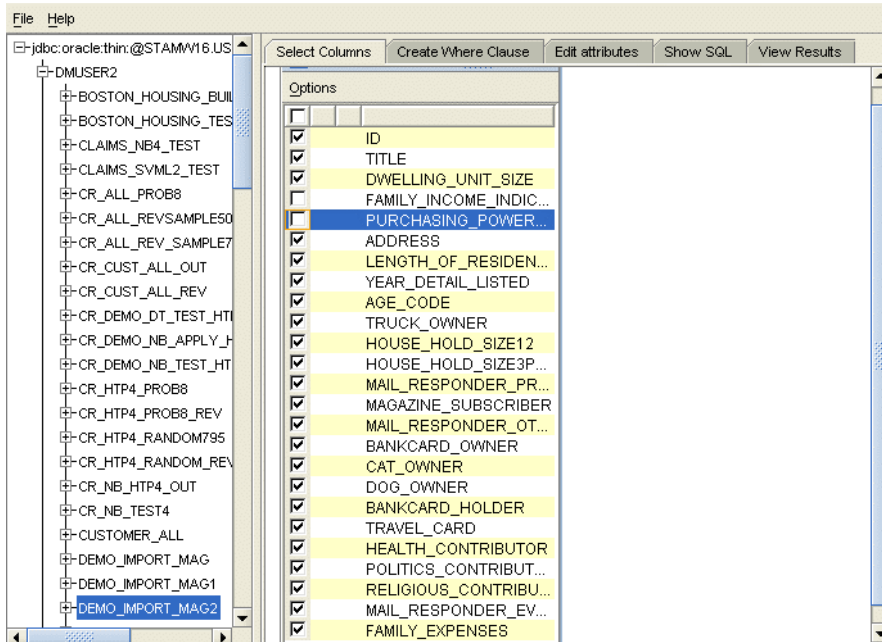 File Help
jdbc:oracle:thin:@STAMW16.US
DMUSER2
BOSTON_HOUSING_BUIL
BOSTON_HOUSING_TES
CLAIMS_NB4_TEST
CLAIMS_SVML2_TEST
CR_ALL_PROB8
CR_ALL_REVSAMPLE50
CR_ALL_REV_SAMPLE7
CR_CUST_ALL_OUT
CR_CUST_ALL_REV
CR_DEMO_DT_TEST_HTI
CR_DEMO_NB_APPLY_H
CR_DEMO_NB_TEST_HT
CR_HTP4_PROB8
CR_HTP4_PROB8_REV
CR_HTP4_RANDOM795
CR_HTP4_RANDOM_REV
CR_NB_HTP4_OUT
CR_NB_TEST4
CUSTOMER_ALL
DEMO_IMPORT_MAG
DEMO_IMPORT_MAG1
DEMO_IMPORT_MAG2
Select Columns Create Where Clause Edit attributes Show SQL View Results
Options
ID
TITLE
DWELLING_UNIT_SIZE
FAMILY_INCOME_INDIC...
PURCHASING_POWER...
ADDRESS
LENGTH_OF_RESIDEN...
YEAR_DETAIL_LISTED
AGE_CODE
TRUCK_OWNER
HOUSE_HOLD_SIZE12
HOUSE_HOLD_SIZE3P...
MAIL_RESPONDER_PR...
MAGAZINE_SUBSCRIBER
MAIL_RESPONDER_OT...
BANKCARD_OWNER
CAT_OWNER
DOG_OWNER
BANKCARD_HOLDER
TRAVEL_CARD
HEALTH_CONTRIBUTOR
POLITICS_CONTRIBUT...
RELIGIOUS_CONTRIBU...
MAIL_RESPONDER_EV...
FAMILY_EXPENSES